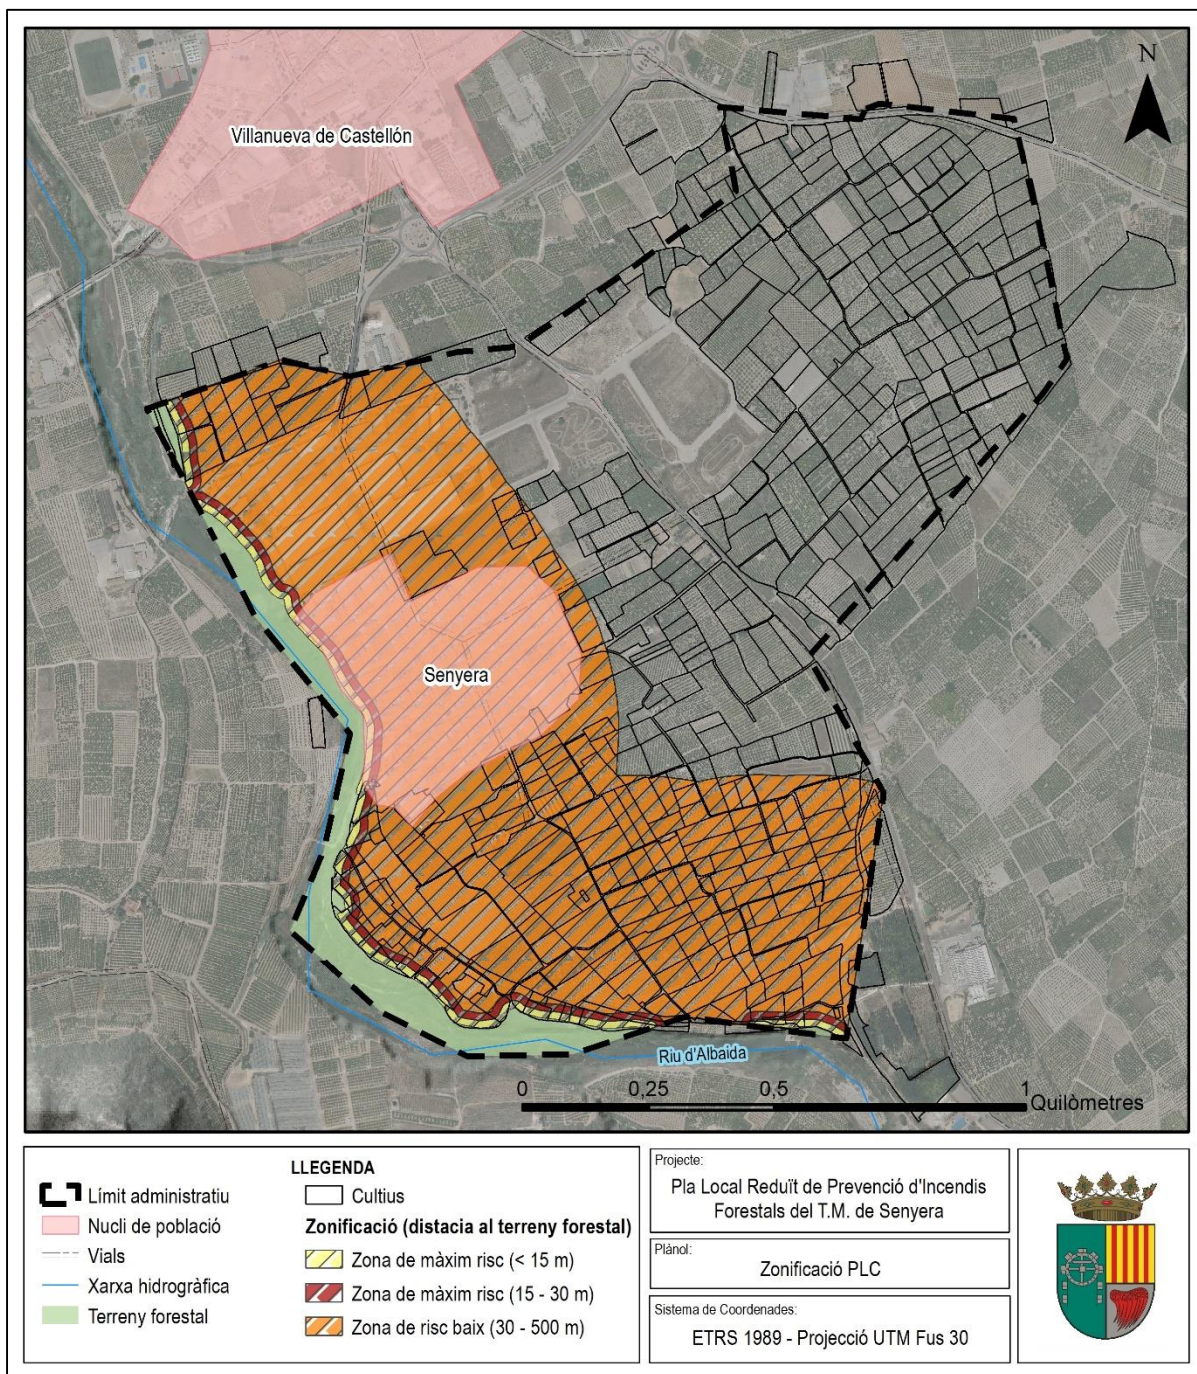 N
Villanueva de Castellón
Senyera
Riu d'Albaida
0 0,25 0,5 1
Quilòmetres
LLEGENDA
Límit administratiu
Nucli de població
Vials
Xarxa hidrogràfica
Terreny forestal
Cultius
Zonificació (distacia al terreny forestal)
Zona de màxim risc (< 15 m)
Zona de màxim risc (15 - 30 m)
Zona de risc baix (30 - 500 m)
Projecte:
Pla Local Reduït de Prevenció d'Incendis
Forestals del T.M. de Senyera
Plànol:
Zonificació PLC
Sistema de Coordenades:
ETRS 1989 - Projecció UTM Fus 30